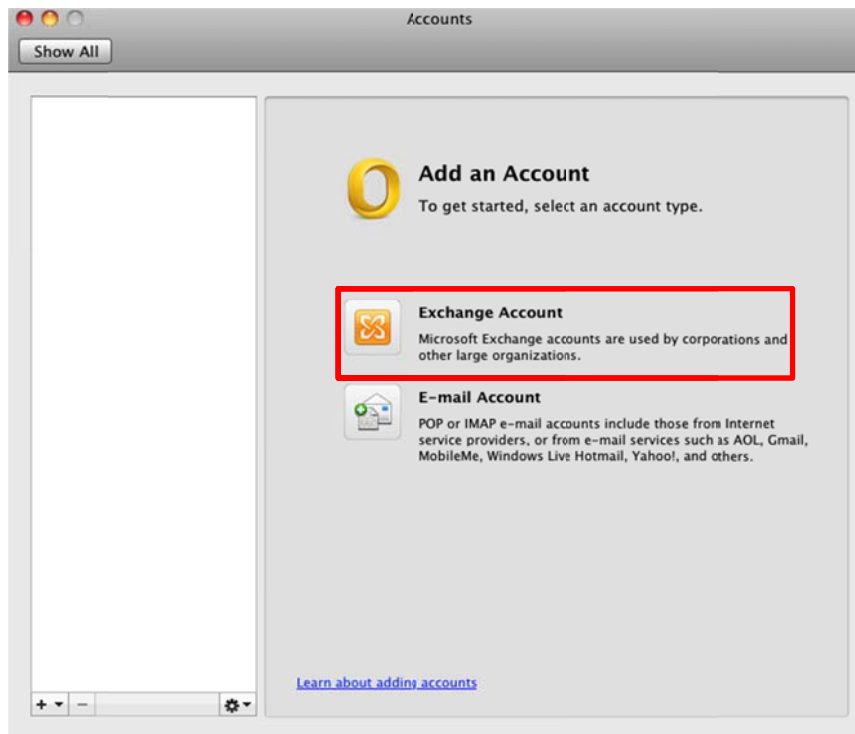 Accounts
Show All
Add an Account
To get started, select an account type.
Exchange Account
Microsoft Exchange accounts are used by corporations and
other large organizations.
E-mail Account
POP or IMAP e-mail accounts include those from Internet
service providers, or from e-mail services such as AOL, Gmail,
MobileMe, Windows Live Hotmail, Yahoo!, and others.
Learn about adding accounts